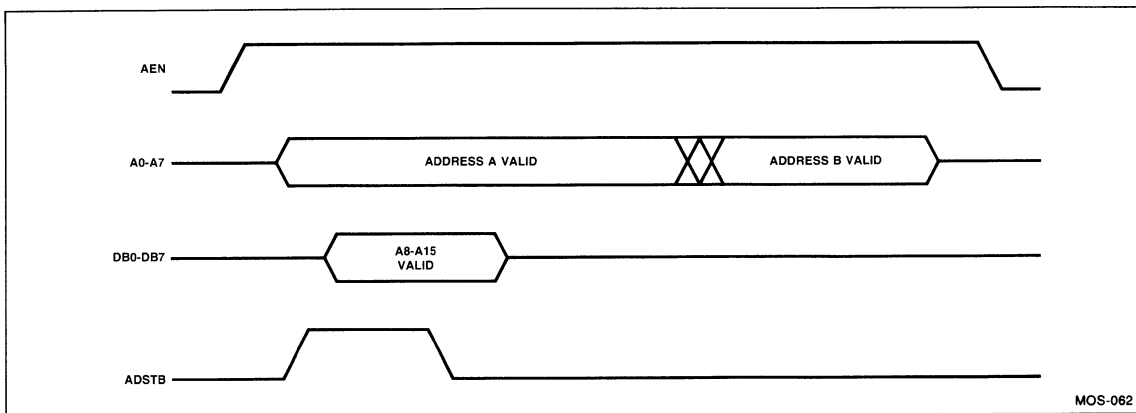 AEN
A0-A7
ADDRESS A VALID
ADDRESS B VALID
DB0-DB7
A8-A15
VALID
ADSTB
MOS-062